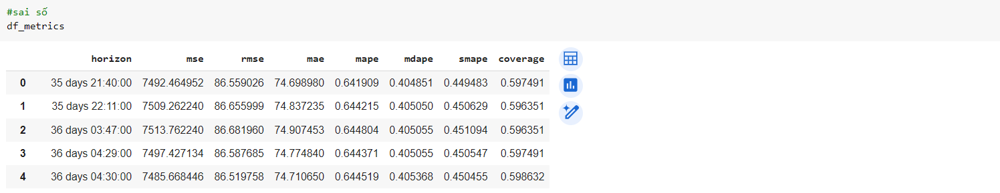 #sai số
df_metrics
horizon mse rmse mae mape mdape smape coverage
0 35 days 21:40:00 7492.464952 86.559026 74.698980 0.641909 0.404851 0.449483 0.597491
1 35 days 22:11:00 7509.262240 86.655999 74.837235 0.644215 0.405050 0.450629 0.596351
2 36 days 03:47:00 7513.762240 86.681960 74.907453 0.644804 0.405055 0.451094 0.596351
3 36 days 04:29:00 7497.427134 86.587685 74.774840 0.644371 0.405055 0.450547 0.597491
4 36 days 04:30:00 7485.668446 86.519758 74.710650 0.644519 0.405368 0.450455 0.598632